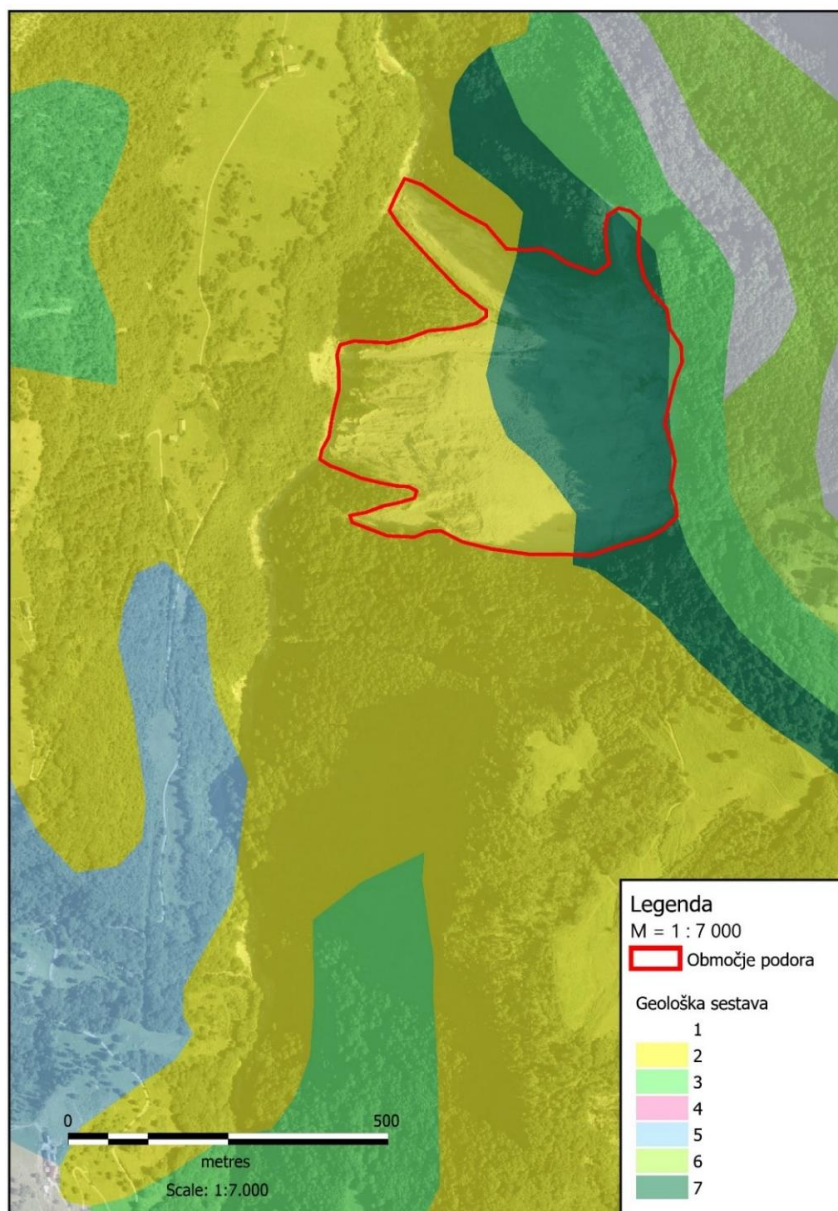 Legenda
M = 1 : 7 000
Območje podora
Geološka sestava
1
2
3
4
5
6
7
0 500
metres
Scale: 1:7.000